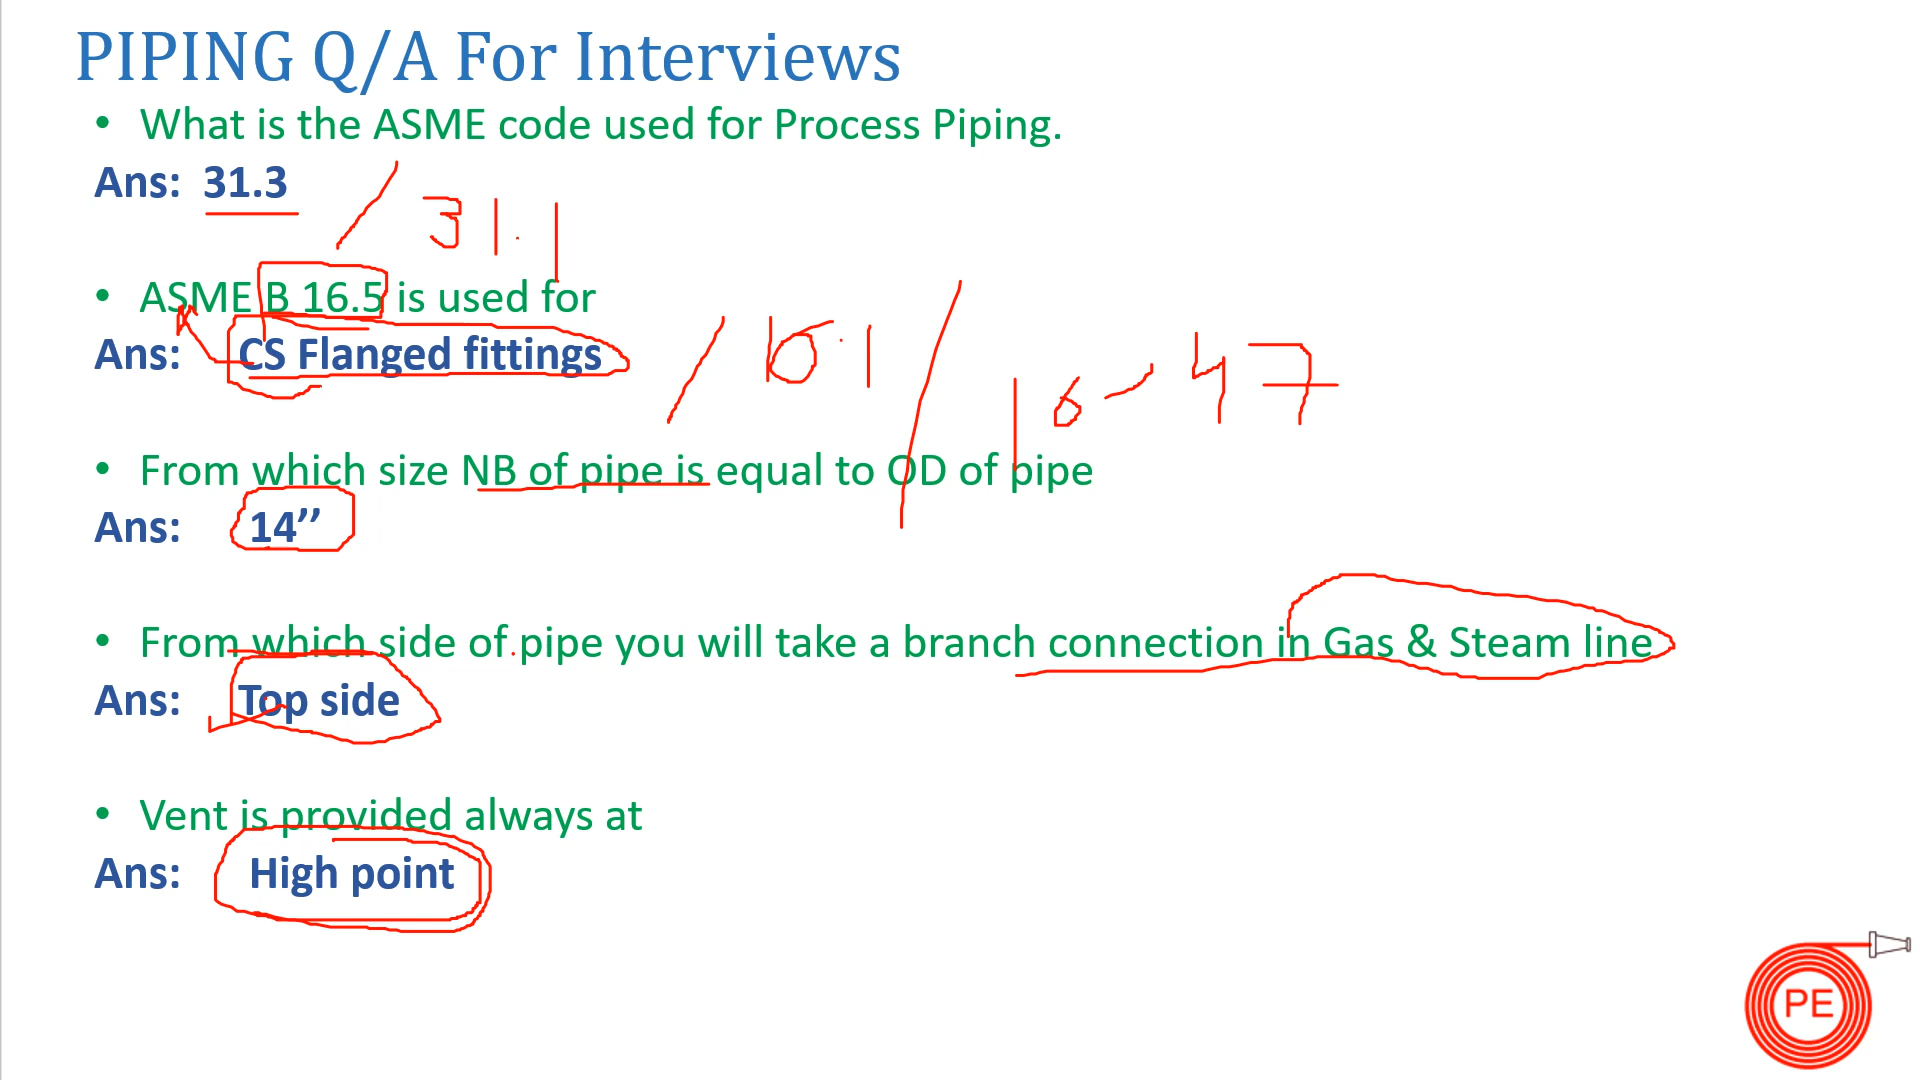 PIPING Q/A For Interviews
• What is the ASME code used for Process Piping.
Ans: 31.3
/ 31.1
• ASME B 16.5 is used for
Ans: CS Flanged fittings
/ 16.1 / 16-47
• From which size NB of pipe is equal to OD of pipe
Ans: 14’’
• From which side of pipe you will take a branch connection in Gas & Steam line
Ans: Top side
• Vent is provided always at
Ans: High point
PE